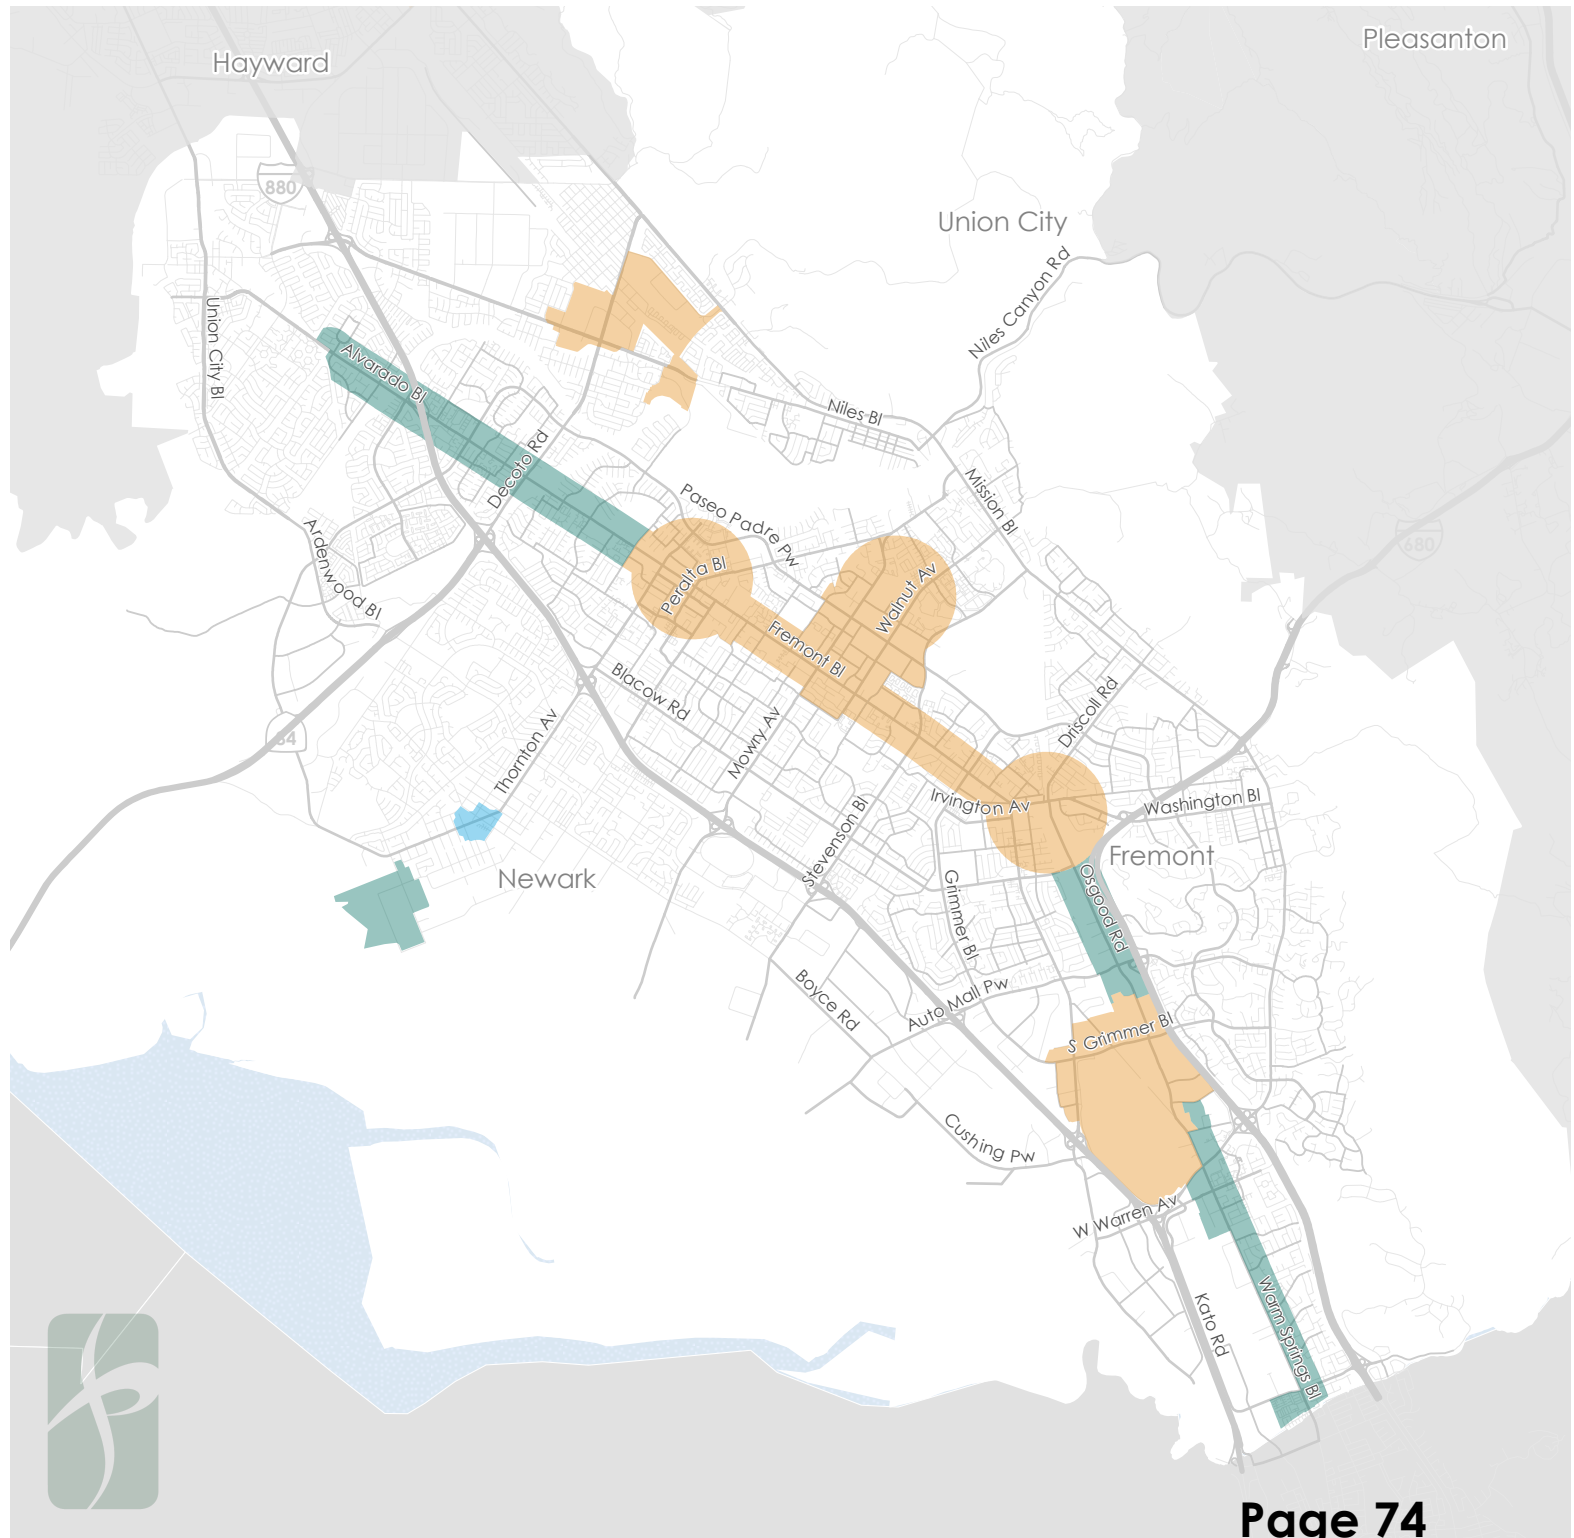 Pleasanton
Hayward
880
Union City
Niles Canyon Rd
Union City Bl
Alvarado Bl
Niles Bl
Decoto Rd
Mission Bl
Paseo Padre Pw
Ardenwood Bl
680
Peralta Bl
Walnut Av
Fremont Bl
Blacow Rd
Driscoll Rd
Mowry Av
Thornton Av
84
Irvington Av
Washington Bl
Stevenson Bl
Fremont
Newark
Grimmer Bl
Osgood Rd
Boyce Rd
Auto Mall Pw
S Grimmer Bl
Cushing Pw
W Warren Av
Kato Rd
Warm Springs Bl
Page 74